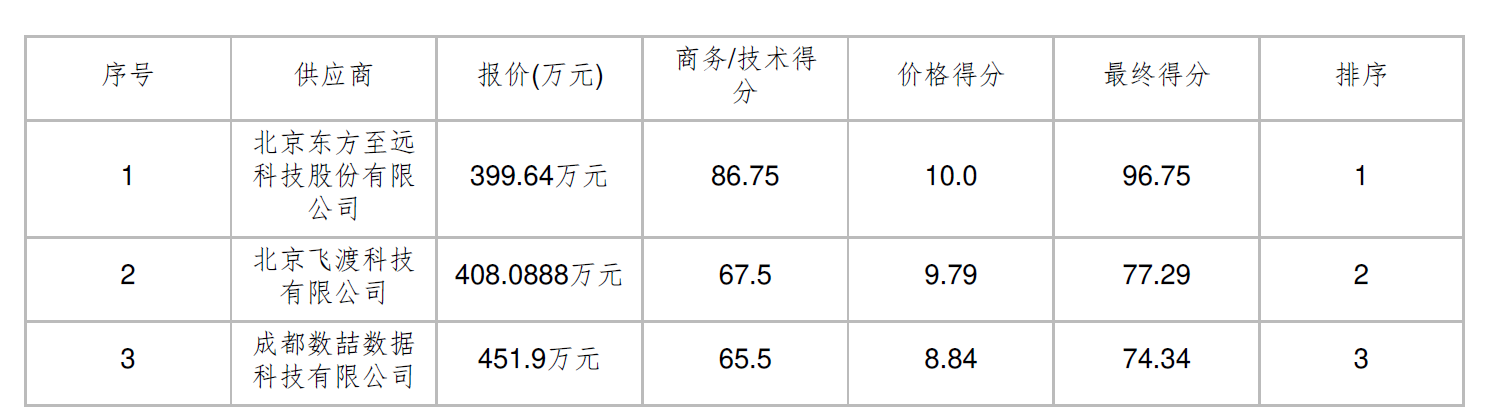 序号 供应商 报价(万元) 商务/技术得分 价格得分 最终得分 排序
1 北京东方至远科技股份有限公司 399.64万元 86.75 10.0 96.75 1
2 北京飞渡科技有限公司 408.0888万元 67.5 9.79 77.29 2
3 成都数喆数据科技有限公司 451.9万元 65.5 8.84 74.34 3